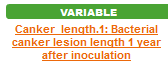 VARIABLE
Canker_length.1: Bacterial
canker lesion length 1 year
after inoculation